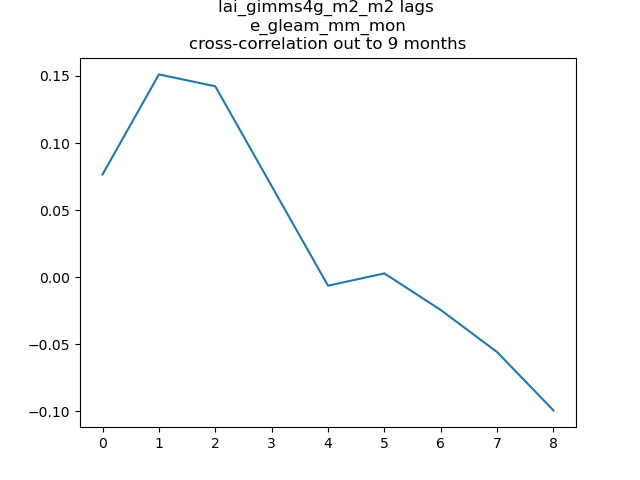 lai_gimms4g_m2_m2 lags
e_gleam_mm_mon
cross-correlation out to 9 months
0.15
0.10
0.05
0.00
−0.05
−0.10
0 1 2 3 4 5 6 7 8